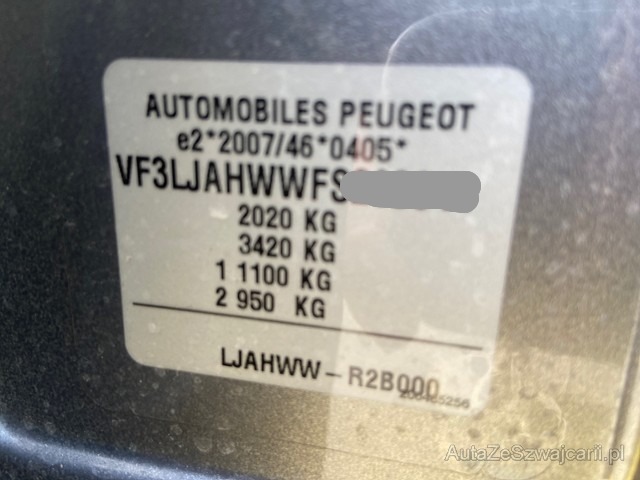 AUTOMOBILES PEUGEOT
e2*2007/46*0405*
VF3LJAHWWFS
2020 KG
3420 KG
1 1100 KG
2 950 KG
LJAHWW-R2B000
AutaZeSzwajcarii.pl